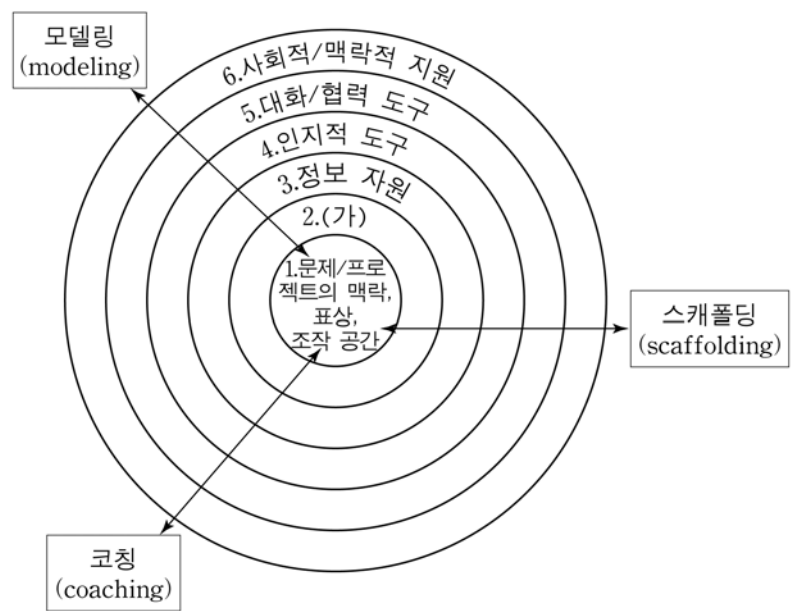 모델링
(modeling)
6.사회적/맥락적 지원
5.대화/협력 도구
4.인지적 도구
3.정보 자원
2.(가)
1.문제/프로
젝트의 맥락,
표상,
조작 공간
스캐폴딩
(scaffolding)
코칭
(coaching)